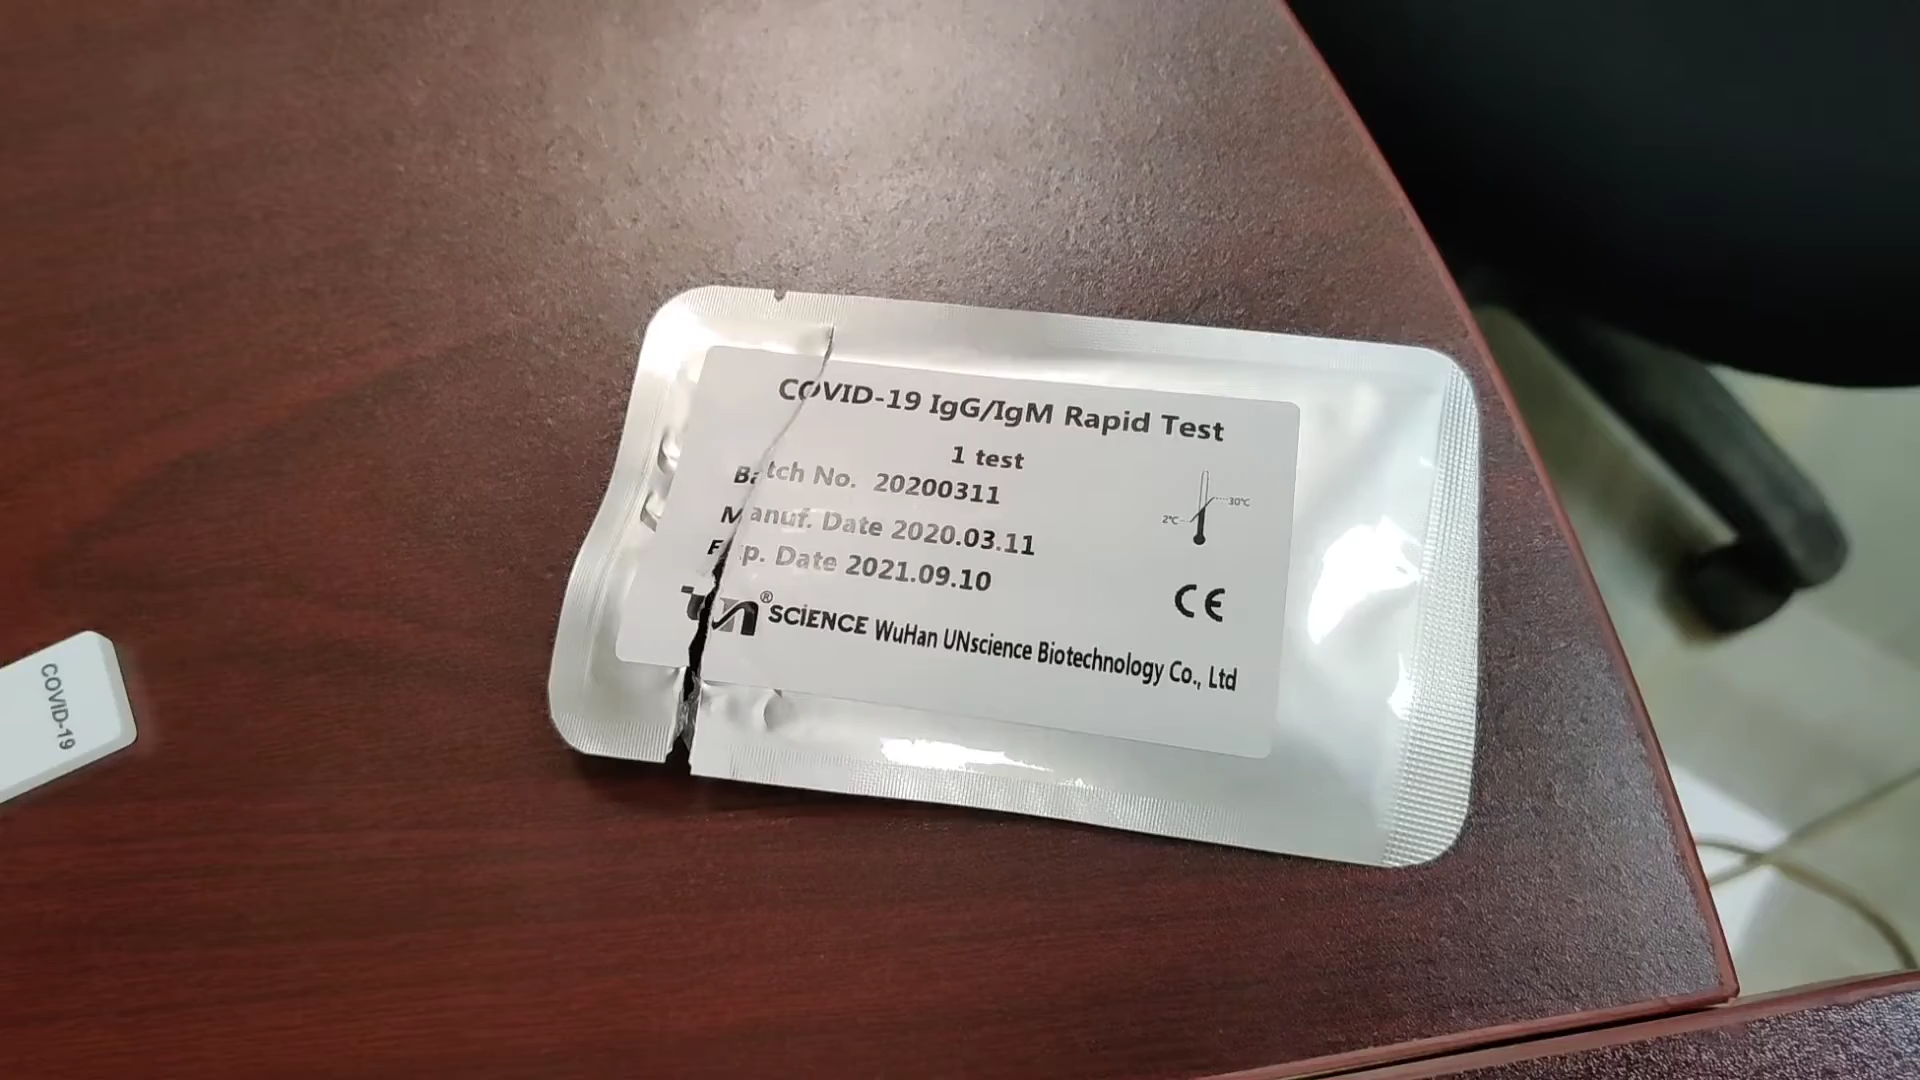 COVID-19 IgG/IgM Rapid Test
1 test
Batch No. 20200311
Manuf. Date 2020.03.11
Exp. Date 2021.09.10
2°C
30°C
CE
UN® SCIENCE WuHan UNscience Biotechnology Co., Ltd
COVID-19